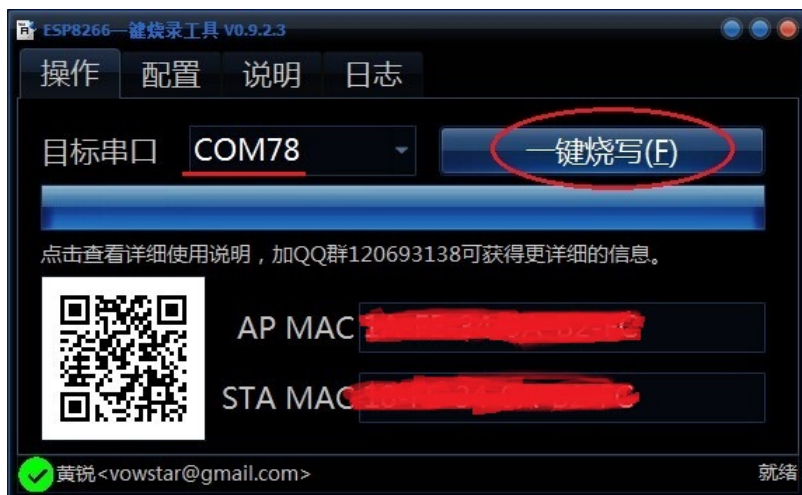 ESP8266一键烧录工具 V0.9.2.3
操作 配置 说明 日志
目标串口 COM78 一键烧写(F)
点击查看详细使用说明，加QQ群120693138可获得更详细的信息。
AP MAC
STA MAC
黄锐<vowstar@gmail.com> 就绪